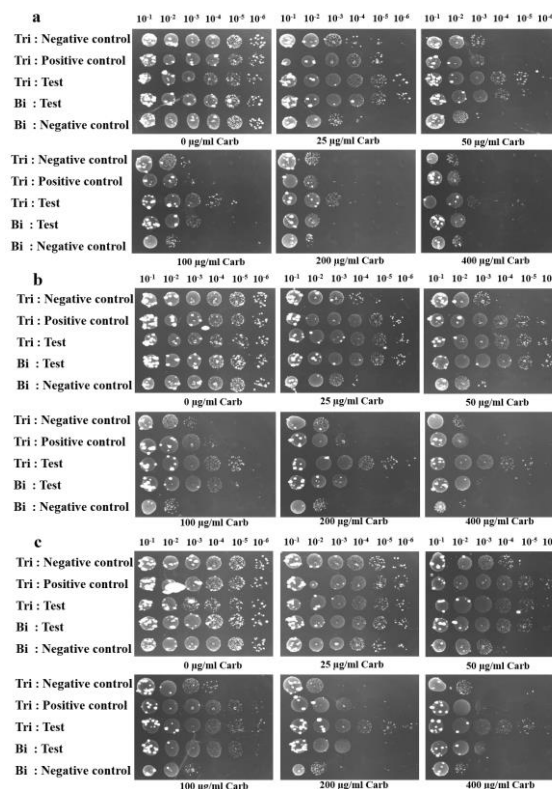 a
10-1 10-2 10-3 10-4 10-5 10-6 10-1 10-2 10-3 10-4 10-5 10-6 10-1 10-2 10-3 10-4 10-5 10-6
Tri : Negative control
Tri : Positive control
Tri : Test
Bi : Test
Bi : Negative control
0 µg/ml Carb 25 µg/ml Carb 50 µg/ml Carb
Tri : Negative control
Tri : Positive control
Tri : Test
Bi : Test
Bi : Negative control
100 µg/ml Carb 200 µg/ml Carb 400 µg/ml Carb
b
10-1 10-2 10-3 10-4 10-5 10-6 10-1 10-2 10-3 10-4 10-5 10-6 10-1 10-2 10-3 10-4 10-5 10-6
Tri : Negative control
Tri : Positive control
Tri : Test
Bi : Test
Bi : Negative control
0 µg/ml Carb 25 µg/ml Carb 50 µg/ml Carb
Tri : Negative control
Tri : Positive control
Tri : Test
Bi : Test
Bi : Negative control
100 µg/ml Carb 200 µg/ml Carb 400 µg/ml Carb
c
10-1 10-2 10-3 10-4 10-5 10-6 10-1 10-2 10-3 10-4 10-5 10-6 10-1 10-2 10-3 10-4 10-5 10-6
Tri : Negative control
Tri : Positive control
Tri : Test
Bi : Test
Bi : Negative control
0 µg/ml Carb 25 µg/ml Carb 50 µg/ml Carb
Tri : Negative control
Tri : Positive control
Tri : Test
Bi : Test
Bi : Negative control
100 µg/ml Carb 200 µg/ml Carb 400 µg/ml Carb